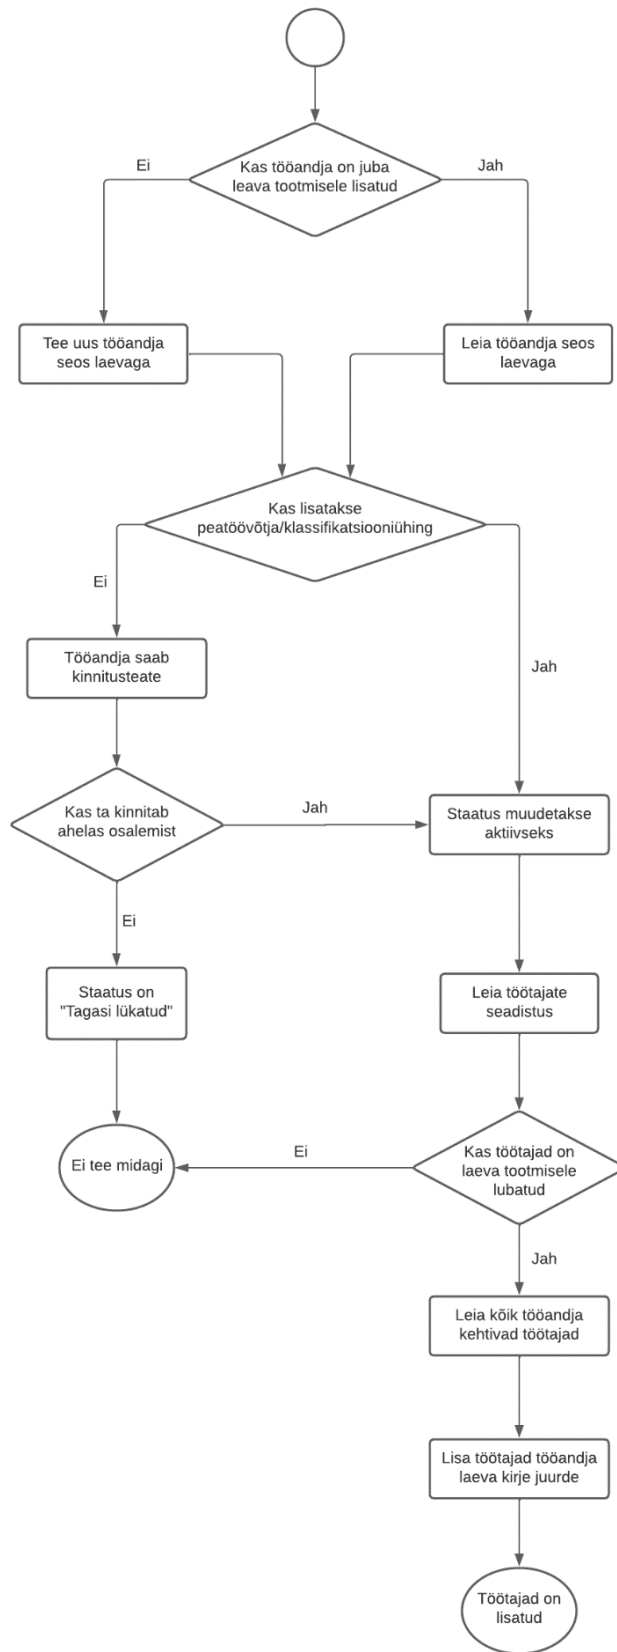 Kas tööandja on juba
leava tootmisele lisatud
Ei
Jah
Tee uus tööandja
seos laevaga
Leia tööandja seos
laevaga
Kas lisatakse
peatöövõtja/klassifikatsiooniühing
Ei
Jah
Tööandja saab
kinnitusteate
Kas ta kinnitab
ahelas osalemist
Jah
Staatus muudetakse
aktiivseks
Ei
Staatus on
"Tagasi lükatud"
Leia töötajate
seadistus
Ei tee midagi
Ei
Kas töötajad on
laeva tootmisele
lubatud
Jah
Leia kõik tööandja
kehtivad töötajad
Lisa töötajad tööandja
laeva kirje juurde
Töötajad on
lisatud